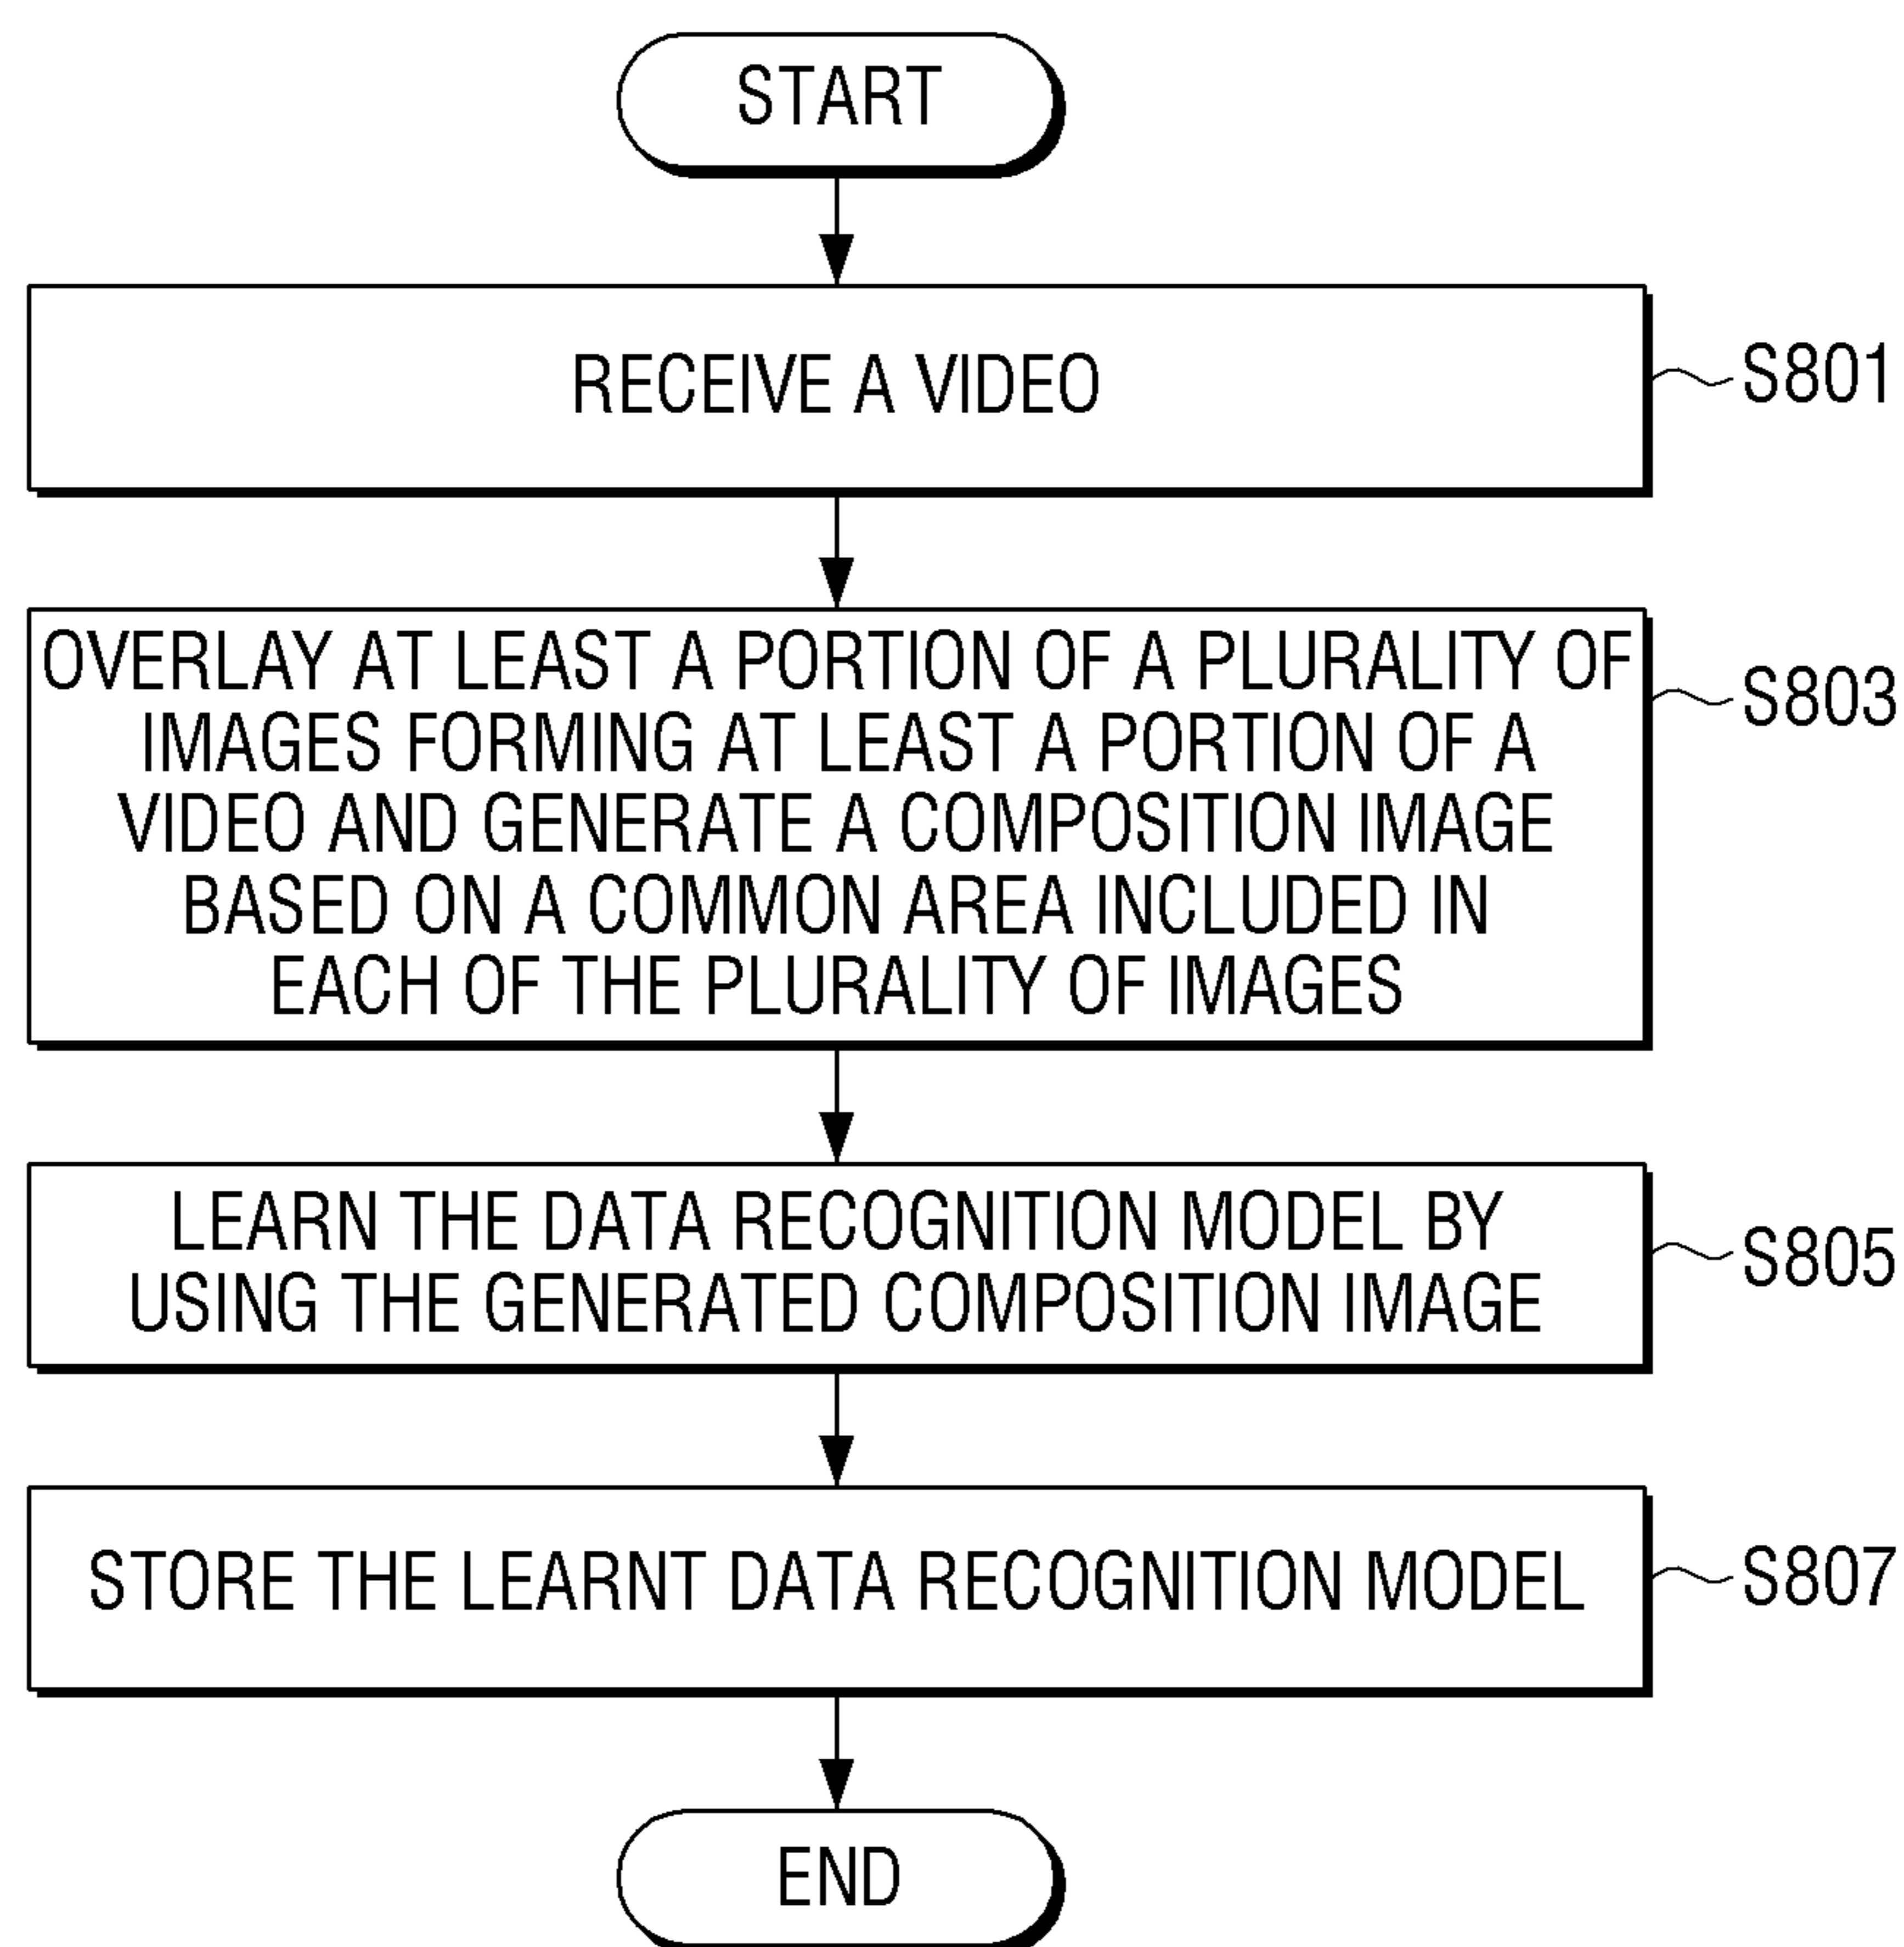 START
RECEIVE A VIDEO
S801
OVERLAY AT LEAST A PORTION OF A PLURALITY OF
IMAGES FORMING AT LEAST A PORTION OF A
VIDEO AND GENERATE A COMPOSITION IMAGE
BASED ON A COMMON AREA INCLUDED IN
EACH OF THE PLURALITY OF IMAGES
S803
LEARN THE DATA RECOGNITION MODEL BY
USING THE GENERATED COMPOSITION IMAGE
S805
STORE THE LEARNT DATA RECOGNITION MODEL
S807
END